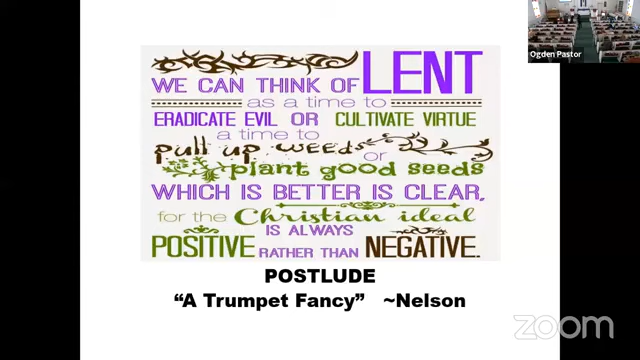 Ogden Pastor
WE CAN THINK OF LENT
as a time to
ERADICATE EVIL OR CULTIVATE VIRTUE
a time to
pull up weeds or
plant good seeds
WHICH IS BETTER IS CLEAR,
for the Christian ideal
IS ALWAYS
POSITIVE RATHER THAN NEGATIVE.
POSTLUDE
“A Trumpet Fancy” ~Nelson
zoom